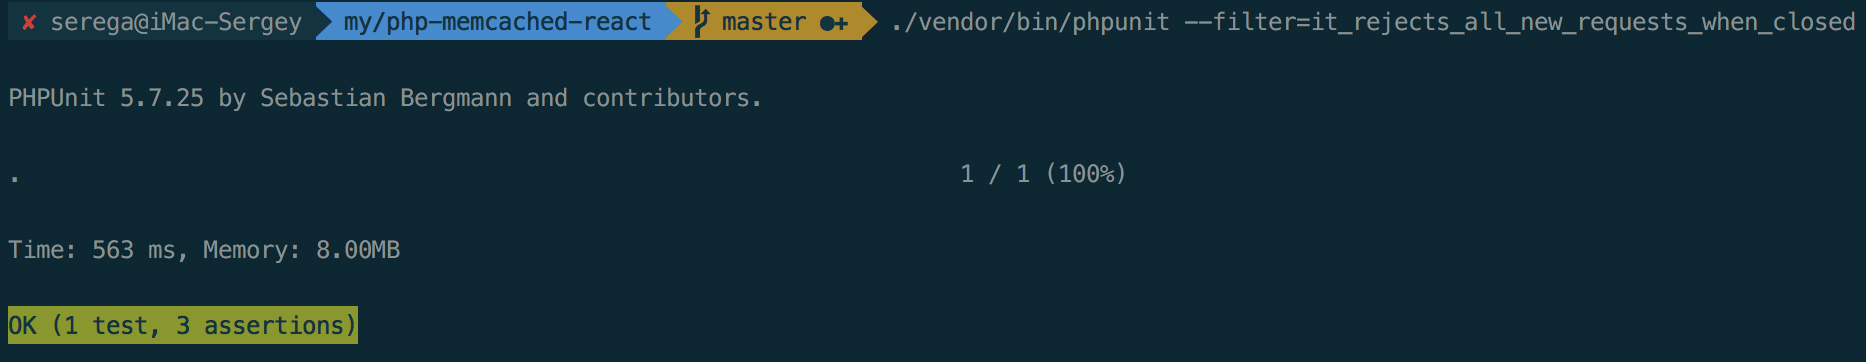 ✘ serega@iMac-Sergey my/php-memcached-react master ●+ ./vendor/bin/phpunit --filter=it_rejects_all_new_requests_when_closed
PHPUnit 5.7.25 by Sebastian Bergmann and contributors.
. 1 / 1 (100%)
Time: 563 ms, Memory: 8.00MB
OK (1 test, 3 assertions)